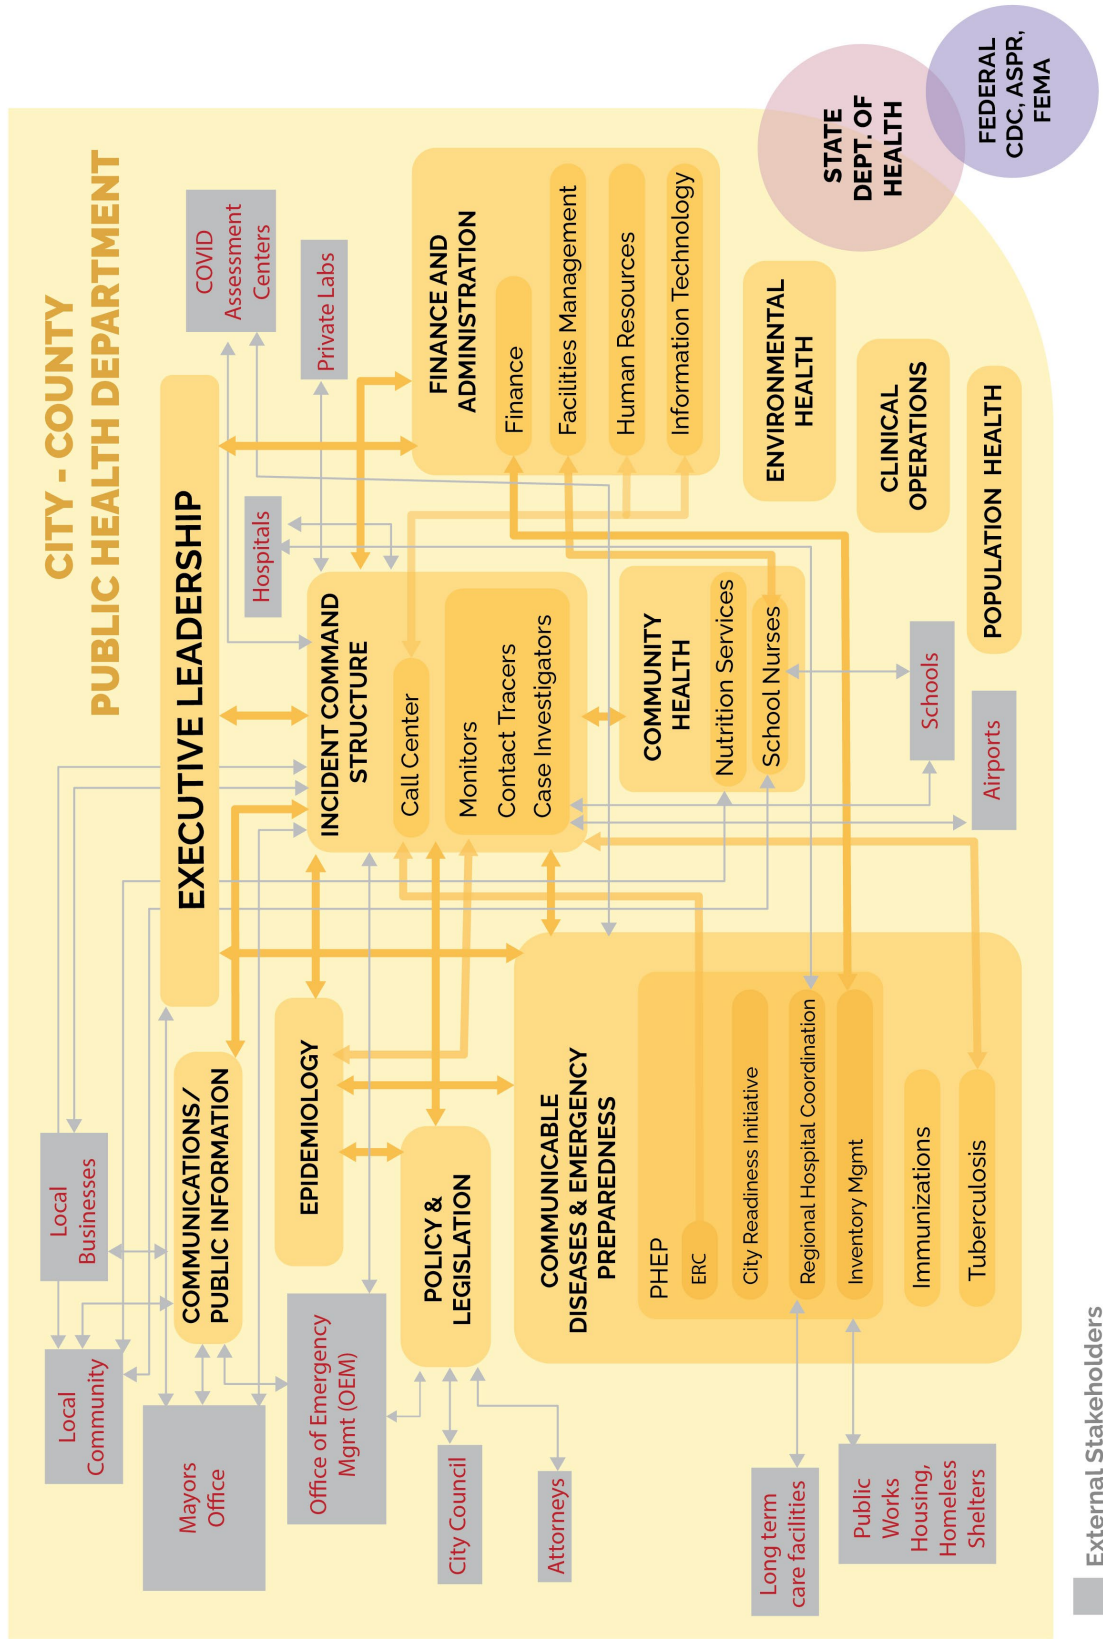 CITY - COUNTY
PUBLIC HEALTH DEPARTMENT
EXECUTIVE LEADERSHIP
Local
Community
Local
Businesses
Mayors
Office
COMMUNICATIONS/
PUBLIC INFORMATION
Hospitals
COVID
Assessment
Centers
Private Labs
Office of Emergency
Mgmt (OEM)
EPIDEMIOLOGY
INCIDENT COMMAND
STRUCTURE
Call Center
Monitors
Contact Tracers
Case Investigators
FINANCE AND
ADMINISTRATION
Finance
Facilities Management
Human Resources
Information Technology
City Council
Attorneys
POLICY &
LEGISLATION
COMMUNICABLE
DISEASES & EMERGENCY
PREPAREDNESS
PHEP
ERC
City Readiness Initiative
Regional Hospital Coordination
Inventory Mgmt
Immunizations
Tuberculosis
COMMUNITY
HEALTH
Nutrition Services
School Nurses
ENVIRONMENTAL
HEALTH
CLINICAL
OPERATIONS
POPULATION HEALTH
STATE
DEPT. OF
HEALTH
FEDERAL
CDC, ASPR,
FEMA
Long term
care facilities
Public
Works
Housing,
Homeless
Shelters
Schools
Airports
External Stakeholders